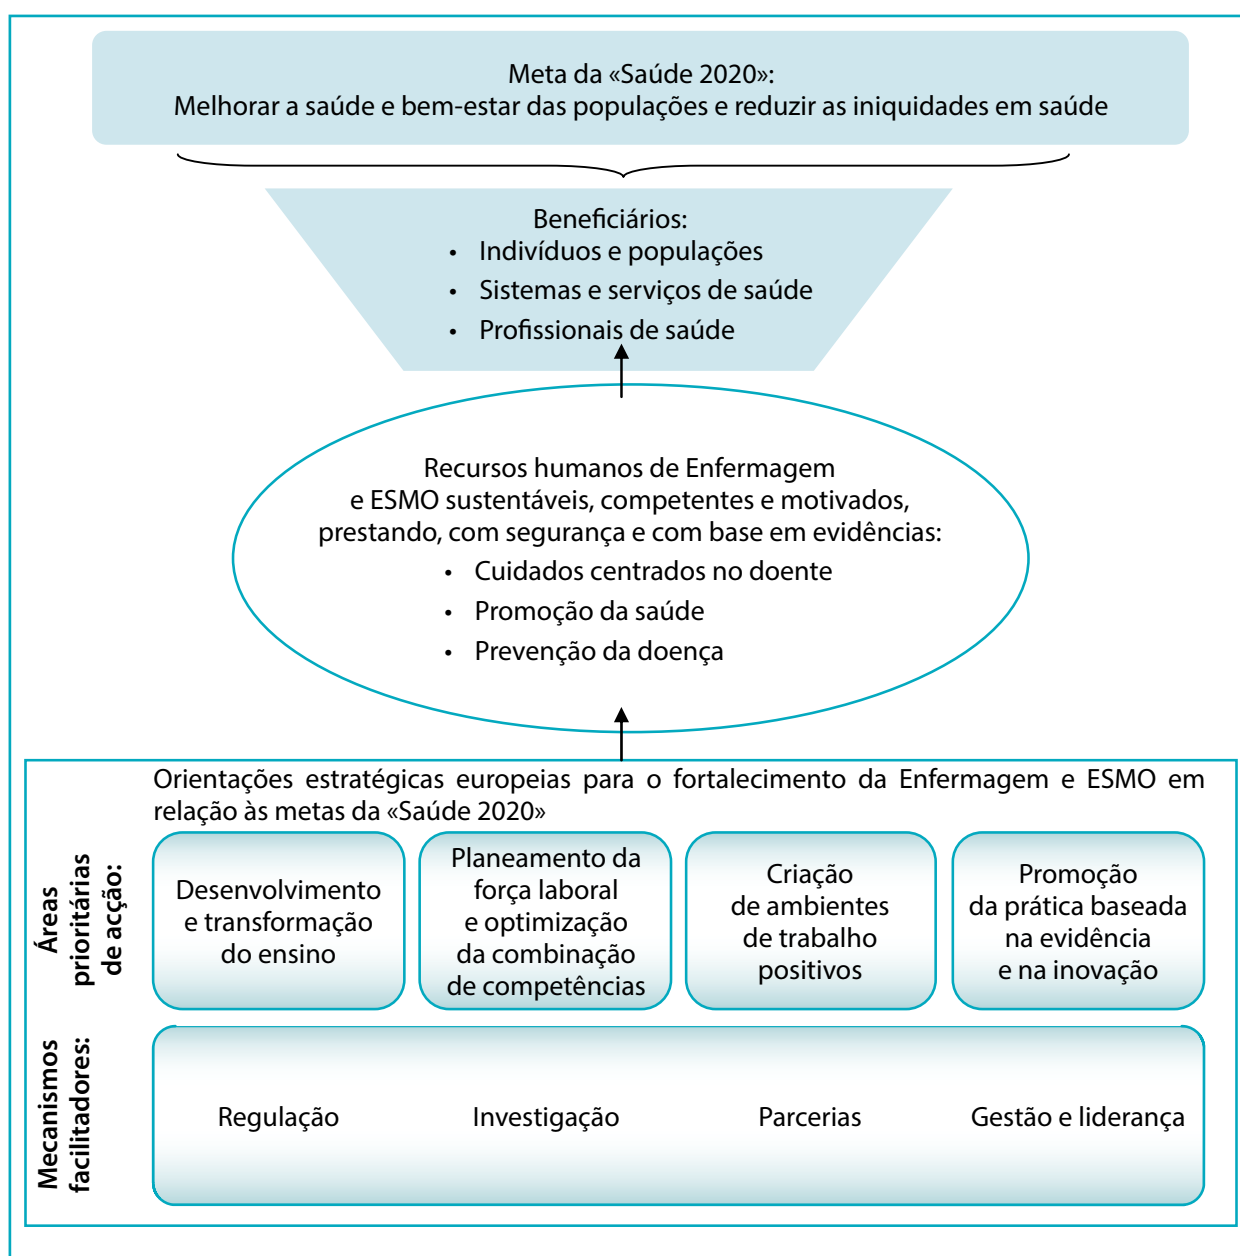 Meta da «Saúde 2020»:
Melhorar a saúde e bem-estar das populações e reduzir as iniquidades em saúde
Beneficiários:
• Indivíduos e populações
• Sistemas e serviços de saúde
• Profissionais de saúde
Recursos humanos de Enfermagem
e ESMO sustentáveis, competentes e motivados,
prestando, com segurança e com base em evidências:
• Cuidados centrados no doente
• Promoção da saúde
• Prevenção da doença
Orientações estratégicas europeias para o fortalecimento da Enfermagem e ESMO em
relação às metas da «Saúde 2020»
Áreas
prioritárias
de acção:
Desenvolvimento
e transformação
do ensino
Planeamento da
força laboral
e optimização
da combinação
de competências
Criação
de ambientes
de trabalho
positivos
Promoção
da prática baseada
na evidência
e na inovação
Mecanismos
facilitadores:
Regulação
Investigação
Parcerias
Gestão e liderança